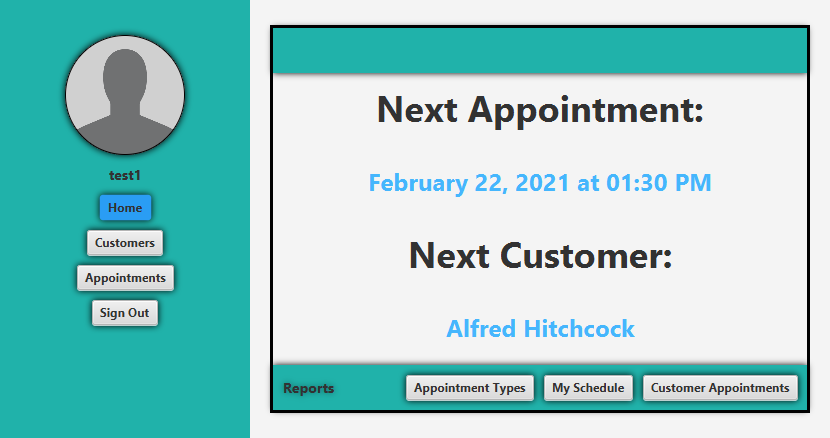 test1
Home
Customers
Appointments
Sign Out
Next Appointment:
February 22, 2021 at 01:30 PM
Next Customer:
Alfred Hitchcock
Reports
Appointment Types
My Schedule
Customer Appointments